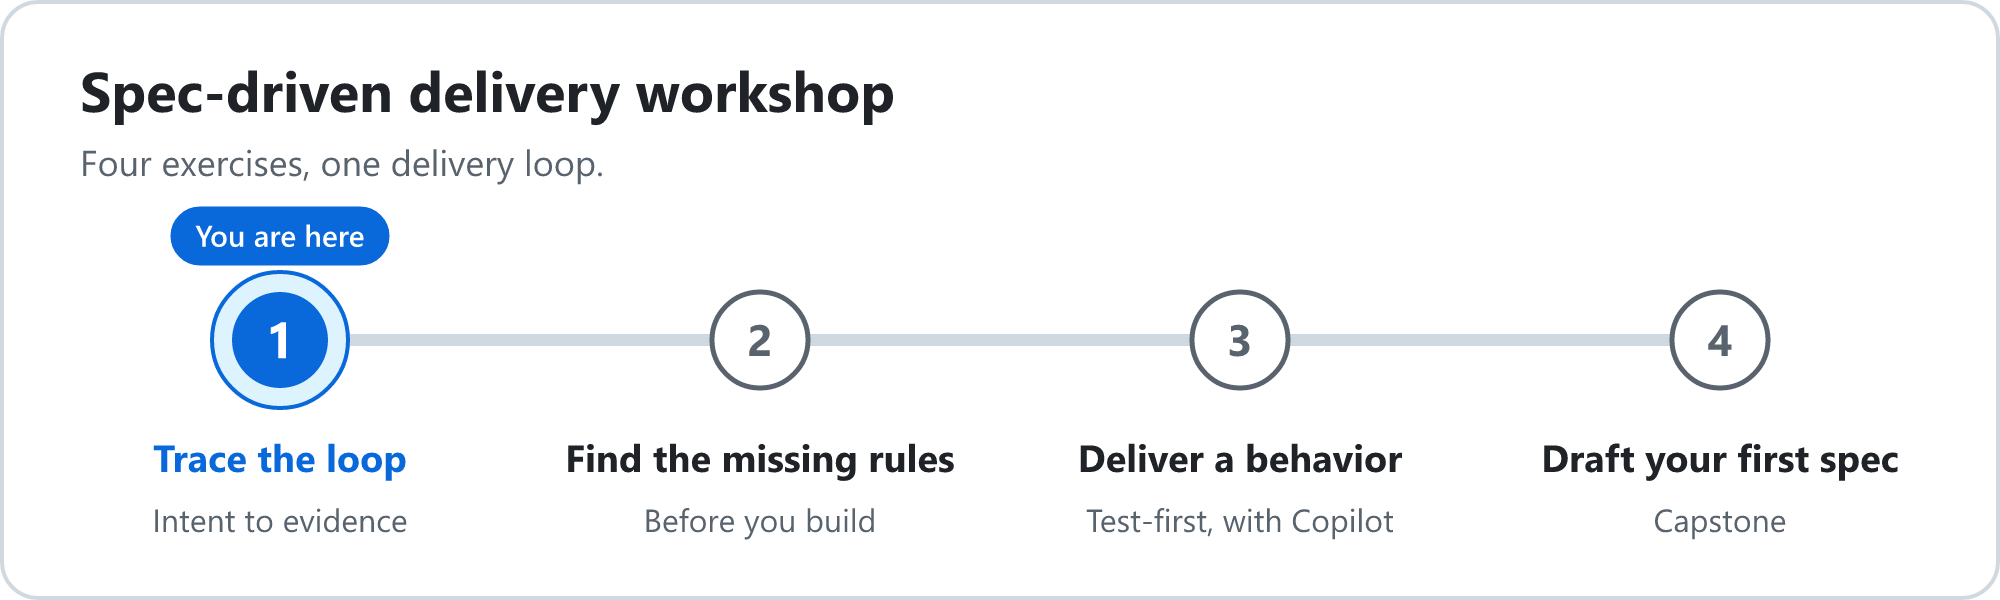 Spec-driven delivery workshop
Four exercises, one delivery loop.
You are here
1
2
3
4
Trace the loop
Find the missing rules
Deliver a behavior
Draft your first spec
Intent to evidence
Before you build
Test-first, with Copilot
Capstone